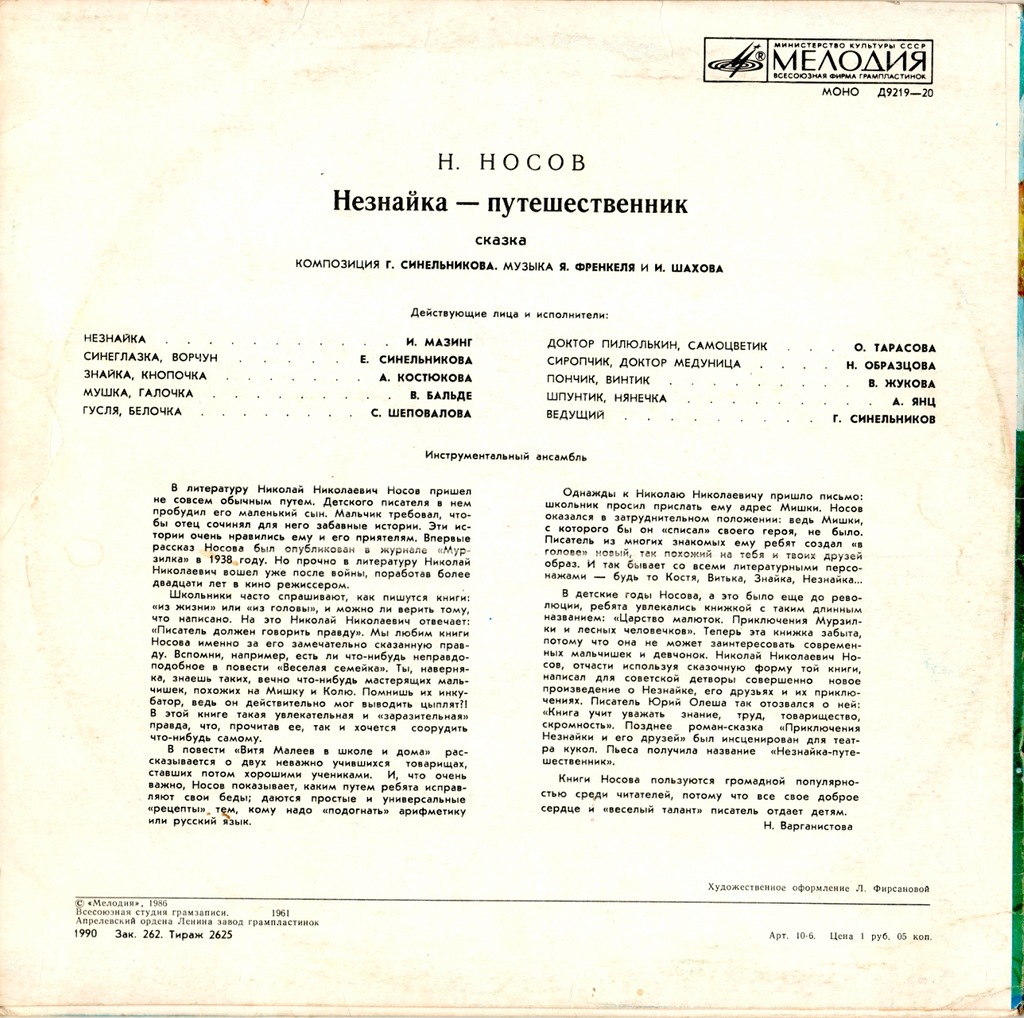 МИНИСТЕРСТВО КУЛЬТУРЫ СССР
МЕЛОДИЯ
ВСЕСОЮЗНАЯ ФИРМА ГРАМПЛАСТИНОК
МОНО Д9219—20
Н. НОСОВ
Незнайка — путешественник
сказка
КОМПОЗИЦИЯ Г. СИНЕЛЬНИКОВА. МУЗЫКА Я. ФРЕНКЕЛЯ И И. ШАХОВА
Действующие лица и исполнители:
НЕЗНАЙКА . . . . . . . . . . . И. МАЗИНГ
СИНЕГЛАЗКА, ВОРЧУН . . . . . Е. СИНЕЛЬНИКОВА
ЗНАЙКА, КНОПОЧКА . . . . . . А. КОСТЮКОВА
МУШКА, ГАЛОЧКА . . . . . . . . . В. БАЛЬДЕ
ГУСЛЯ, БЕЛОЧКА . . . . . . . С. ШЕПОВАЛОВА
ДОКТОР ПИЛЮЛЬКИН, САМОЦВЕТИК . . . О. ТАРАСОВА
СИРОПЧИК, ДОКТОР МЕДУНИЦА . . . . Н. ОБРАЗЦОВА
ПОНЧИК, ВИНТИК . . . . . . . . В. ЖУКОВА
ШПУНТИК, НЯНЕЧКА . . . . . . . . . А. ЯНЦ
ВЕДУЩИЙ . . . . . . . . Г. СИНЕЛЬНИКОВ
Инструментальный ансамбль
В литературу Николай Николаевич Носов пришел
не совсем обычным путем. Детского писателя в нем
пробудил его маленький сын. Мальчик требовал, что-
бы отец сочинял для него забавные истории. Эти ис-
тории очень нравились ему и его приятелям. Впервые
рассказ Носова был опубликован в журнале «Мур-
зилка» в 1938 году. Но прочно в литературу Николай
Николаевич вошел уже после войны, поработав более
двадцати лет в кино режиссером.
Школьники часто спрашивают, как пишутся книги:
«из жизни» или «из головы», и можно ли верить тому,
что написано. На это Николай Николаевич отвечает:
«Писатель должен говорить правду». Мы любим книги
Носова именно за его замечательно сказанную прав-
ду. Вспомни, например, есть ли что-нибудь неправдо-
подобное в повести «Веселая семейка». Ты, наверня-
ка, знаешь таких, вечно что-нибудь мастерящих маль-
чишек, похожих на Мишку и Колю. Помнишь их инку-
батор, ведь он действительно мог выводить цыплят?!
В этой книге такая увлекательная и «заразительная»
правда, что, прочитав ее, так и хочется соорудить
что-нибудь самому.
В повести «Витя Малеев в школе и дома» рас-
сказывается о двух неважно учившихся товарищах,
ставших потом хорошими учениками. И, что очень
важно, Носов показывает, каким путем ребята исправ-
ляют свои беды; даются простые и универсальные
«рецепты» тем, кому надо «подогнать» арифметику
или русский язык.
Однажды к Николаю Николаевичу пришло письмо:
школьник просил прислать ему адрес Мишки. Носов
оказался в затруднительном положении: ведь Мишки,
с которого бы он «списал» своего героя, не было.
Писатель из многих знакомых ему ребят создал «в
голове» новый, так похожий на тебя и твоих друзей
образ. И так бывает со всеми литературными персо-
нажами — будь то Костя, Витька, Знайка, Незнайка...
В детские годы Носова, а это было еще до рево-
люции, ребята увлекались книжкой с таким длинным
названием: «Царство малюток. Приключения Мурзил-
ки и лесных человечков». Теперь эта книжка забыта,
потому что она не может заинтересовать современ-
ных мальчишек и девчонок. Николай Николаевич Но-
сов, отчасти используя сказочную форму той книги,
написал для советской детворы совершенно новое
произведение о Незнайке, его друзьях и их приклю-
чениях. Писатель Юрий Олеша так отозвался о ней:
«Книга учит уважать знание, труд, товарищество,
скромность». Позднее роман-сказка «Приключения
Незнайки и его друзей» был инсценирован для теат-
ра кукол. Пьеса получила название «Незнайка-путе-
шественник».
Книги Носова пользуются громадной популярно-
стью среди читателей, потому что все свое доброе
сердце и «веселый талант» писатель отдает детям.
Н. Варганистова
Художественное оформление Л. Фирсановой
© «Мелодия», 1986
Всесоюзная студия грамзаписи. 1961
Апрелевский ордена Ленина завод грампластинок
1990 Зак. 262. Тираж 2625
Арт. 10-6. Цена 1 руб. 05 коп.